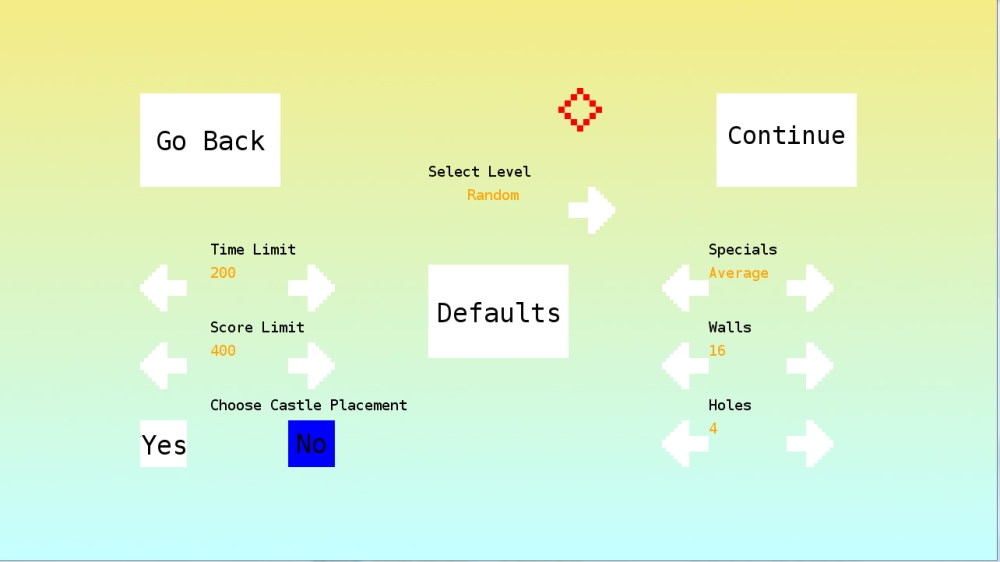 Go Back
Continue
Select Level
Random
Time Limit
200
Specials
Average
Defaults
Score Limit
400
Walls
16
Choose Castle Placement
Yes
No
Holes
4